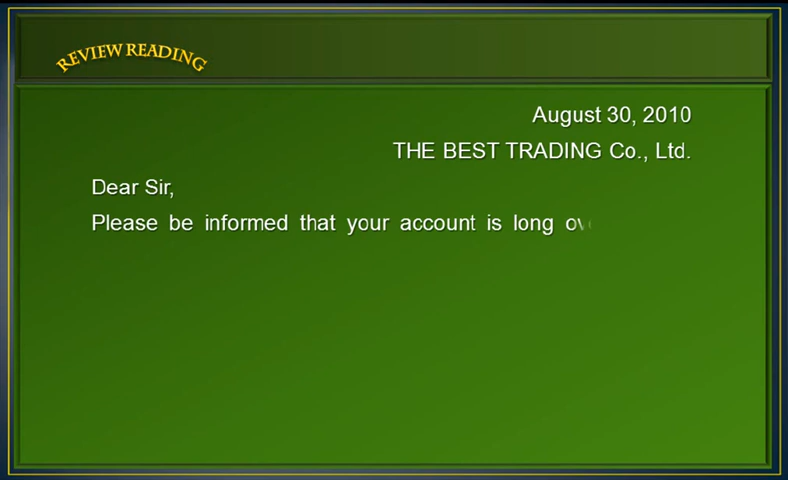 REVIEW READING
August 30, 2010
THE BEST TRADING Co., Ltd.
Dear Sir,
Please be informed that your account is long